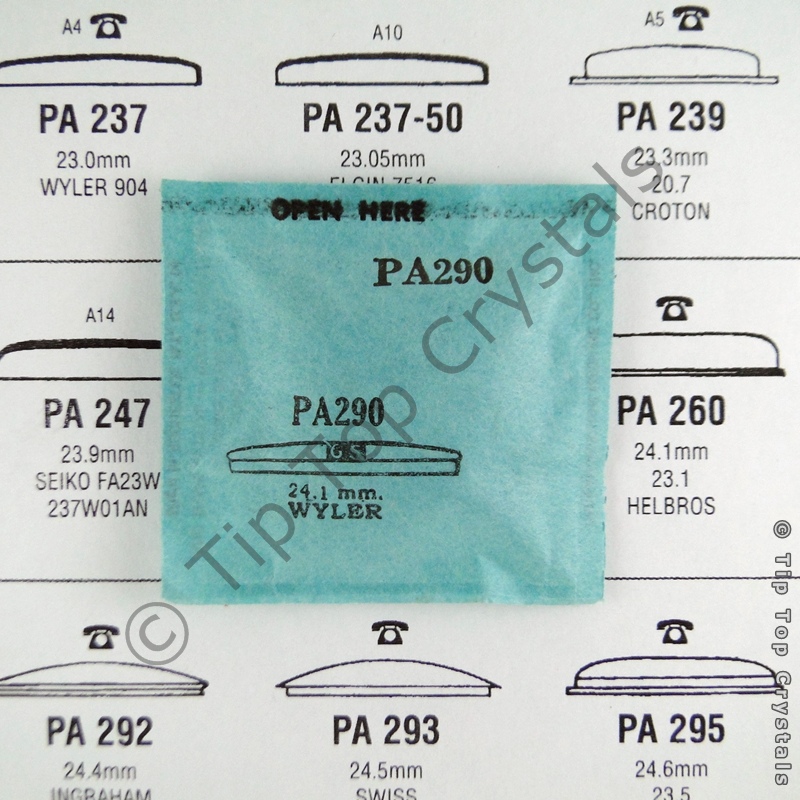 A4
A10
A5
PA 237
PA 237-50
PA 239
23.0mm
23.05mm
23.3mm
WYLER 904
ELGIN 7516
20.7
CROTON
OPEN HERE
PA290
A14
PA 247
PA290
PA 260
23.9mm
GS
24.1mm
SEIKO FA23W
24.1 mm.
23.1
237W01AN
WYLER
HELBROS
PA 292
PA 293
PA 295
24.4mm
24.5mm
24.6mm
INGRAHAM
SWISS
23.5
© Tip Top Crystals
© Tip Top Crystals